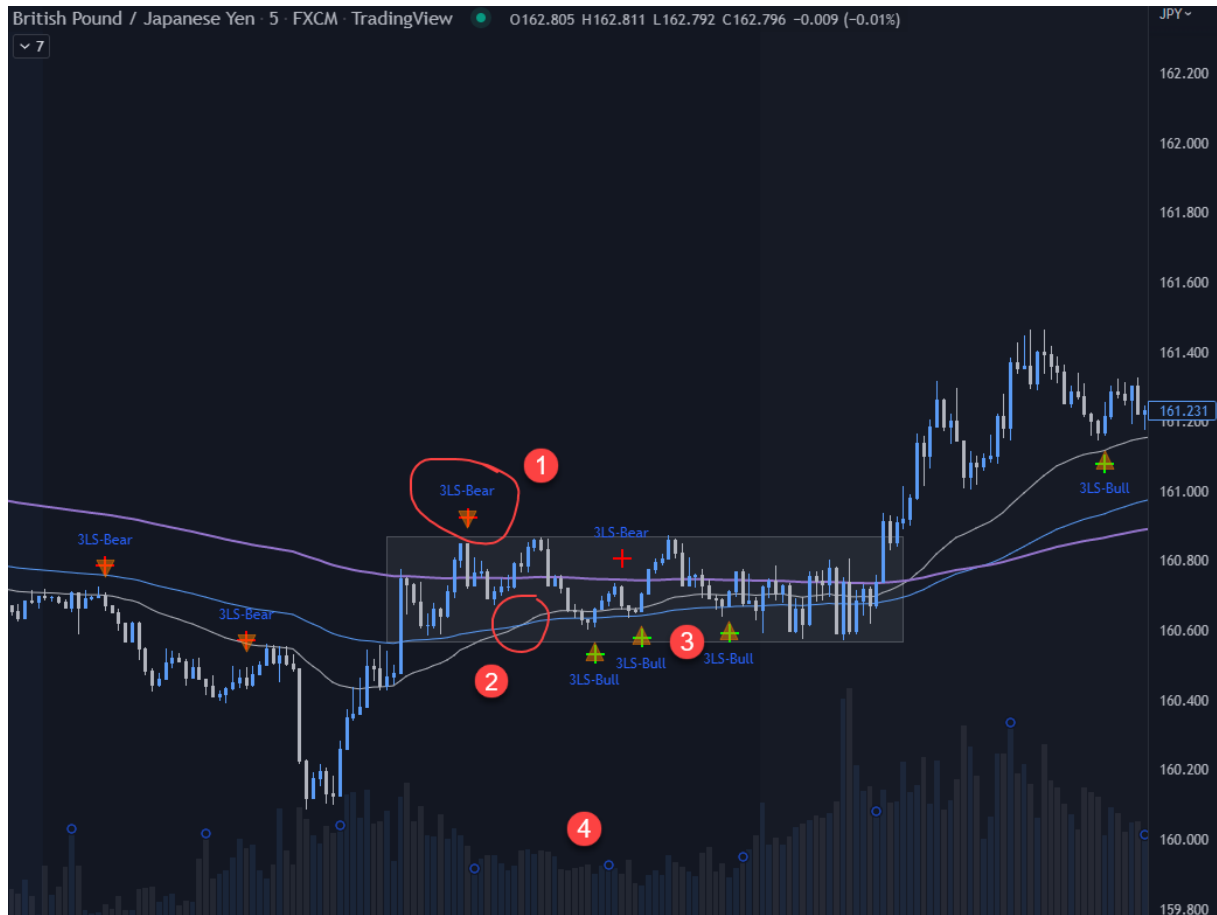 British Pound / Japanese Yen · 5 · FXCM · TradingView O162.805 H162.811 L162.792 C162.796 −0.009 (−0.01%)
JPY
7
162.200
162.000
161.800
161.600
161.400
161.231
161.200
161.000
160.800
160.600
160.400
160.200
160.000
159.800
1
3LS-Bear
3LS-Bear
3LS-Bear
3LS-Bear
3LS-Bull
2
3
3LS-Bull
3LS-Bull
3LS-Bull
4